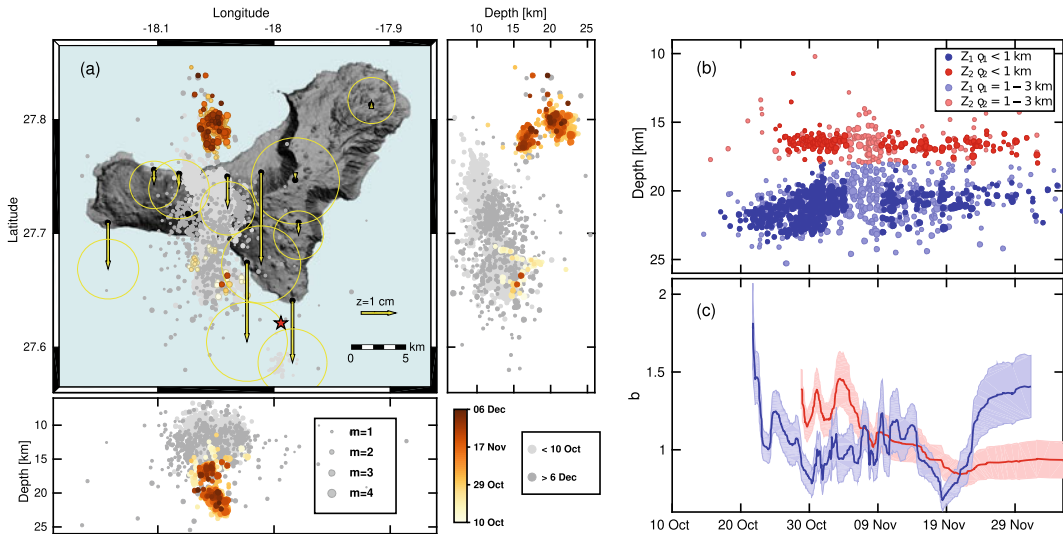 Longitude
-18.1
-18
-17.9
Depth [km]
10
15
20
25
(a)
27.8
27.7
27.6
Latitude
z=1 cm
0
5
km
Depth [km]
10
15
20
25
m=1
m=2
m=3
m=4
06 Dec
17 Nov
29 Oct
10 Oct
< 10 Oct
> 6 Dec
(b)
Z1 ϱ1 < 1 km
Z2 ϱ2 < 1 km
Z1 ϱ1 = 1 − 3 km
Z2 ϱ2 = 1 − 3 km
Depth [km]
10
15
20
25
(c)
b
2
1.5
1
10 Oct
20 Oct
30 Oct
09 Nov
19 Nov
29 Nov